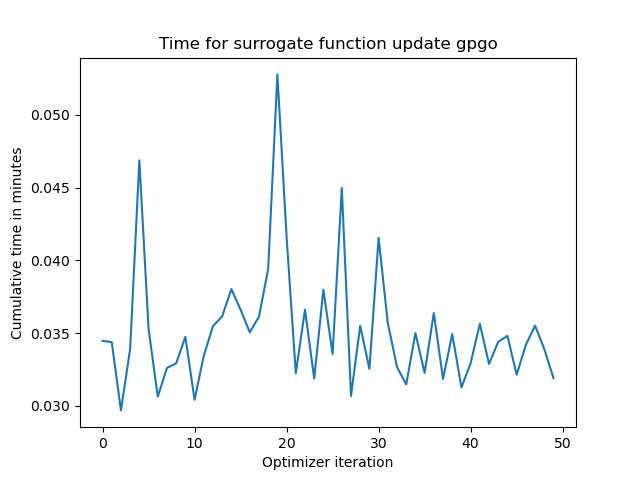 Time for surrogate function update gpgo
Cumulative time in minutes
0.050
0.045
0.040
0.035
0.030
0 10 20 30 40 50
Optimizer iteration